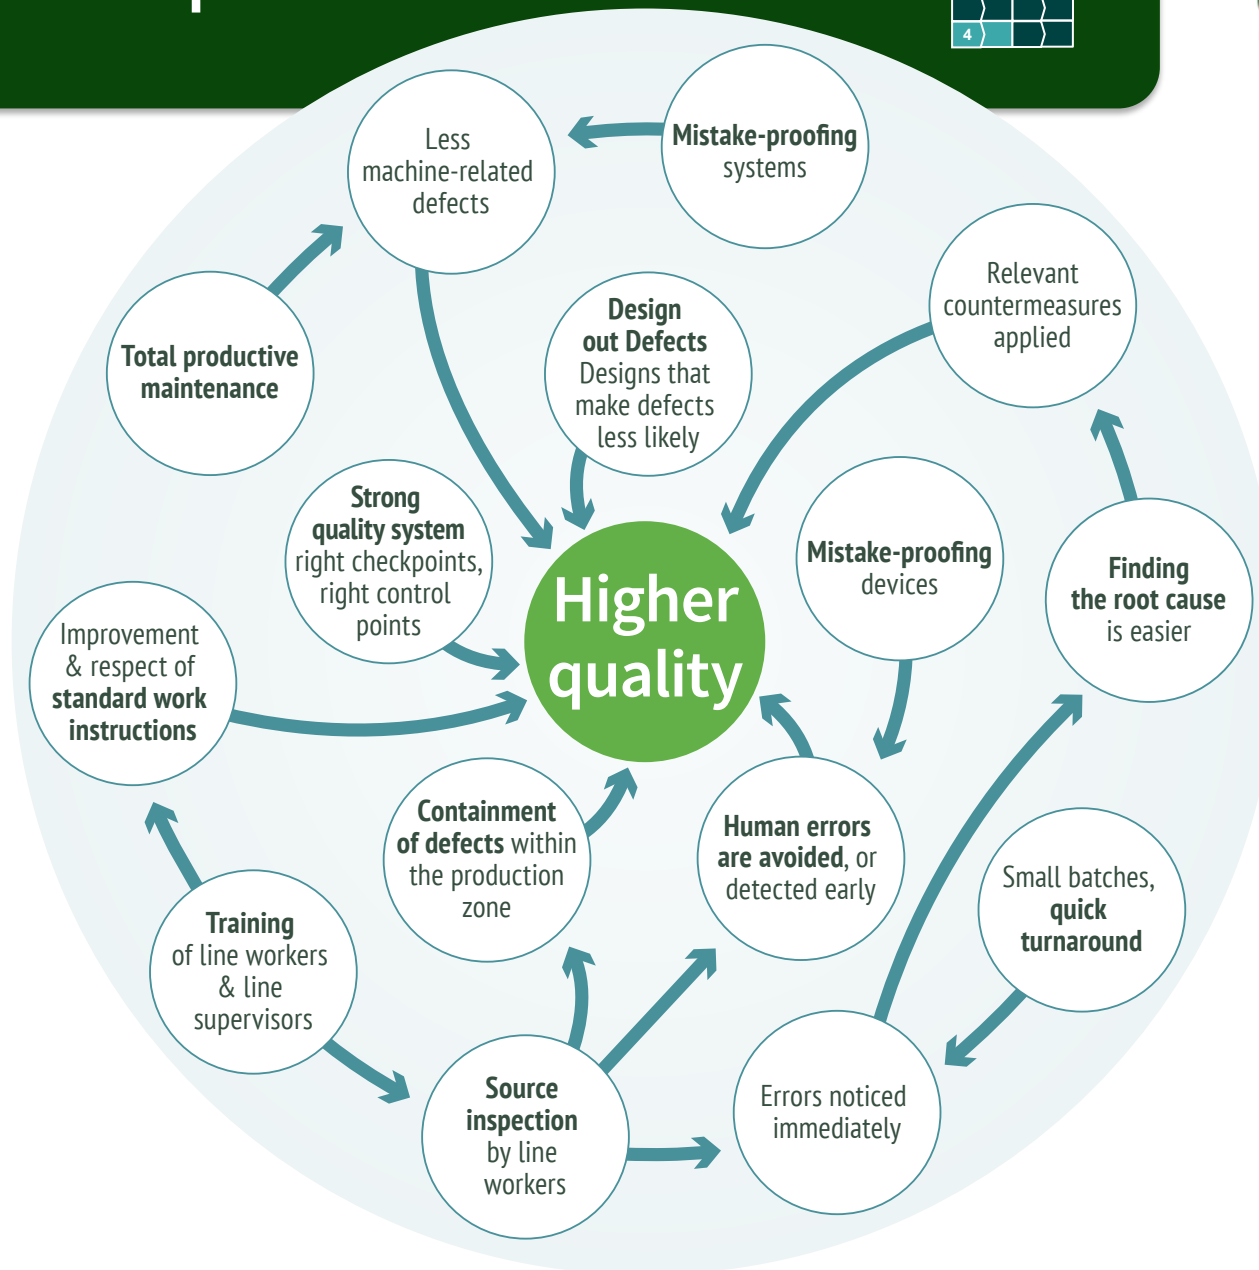 4
Less
machine-related
defects
Mistake-proofing
systems
Relevant
countermeasures
applied
Design
out Defects
Designs that
make defects
less likely
Total productive
maintenance
Strong
quality system
right checkpoints,
right control
points
Higher
quality
Mistake-proofing
devices
Finding
the root cause
is easier
Improvement
& respect of
standard work
instructions
Containment
of defects within
the production
zone
Human errors
are avoided, or
detected early
Small batches,
quick
turnaround
Training
of line workers
& line
supervisors
Source
inspection
by line
workers
Errors noticed
immediately